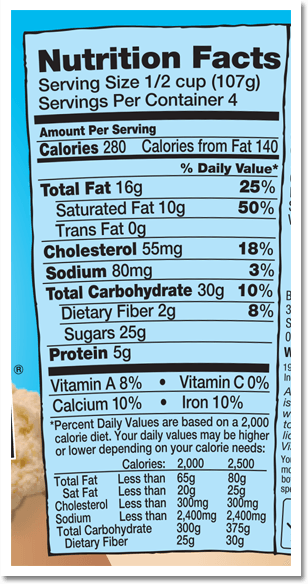 Nutrition Facts
Serving Size 1/2 cup (107g)
Servings Per Container 4
Amount Per Serving
Calories 280 Calories from Fat 140
% Daily Value*
Total Fat 16g 25%
Saturated Fat 10g 50%
Trans Fat 0g
Cholesterol 55mg 18%
Sodium 80mg 3%
Total Carbohydrate 30g 10%
Dietary Fiber 2g 8%
Sugars 25g
Protein 5g
Vitamin A 8% • Vitamin C 0%
Calcium 10% • Iron 10%
*Percent Daily Values are based on a 2,000
calorie diet. Your daily values may be higher
or lower depending on your calorie needs:
Calories: 2,000 2,500
Total Fat Less than 65g 80g
Sat Fat Less than 20g 25g
Cholesterol Less than 300mg 300mg
Sodium Less than 2,400mg 2,400mg
Total Carbohydrate 300g 375g
Dietary Fiber 25g 30g
®